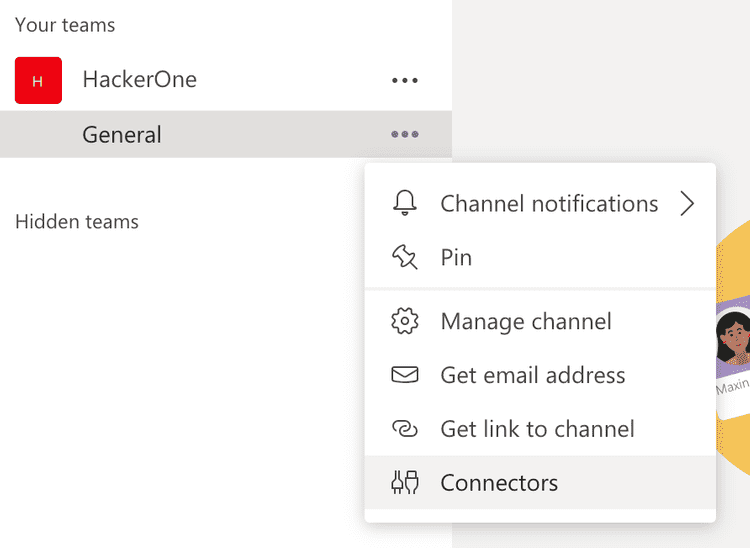 Your teams
H
HackerOne
General
Hidden teams
Channel notifications
Pin
Manage channel
Get email address
Get link to channel
Connectors
Maxin